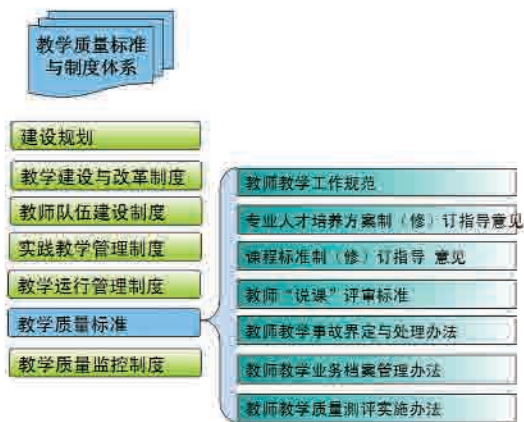 教学质量标准
与制度体系
建设规划
教学建设与改革制度
教师队伍建设制度
实践教学管理制度
教学运行管理制度
教学质量标准
教学质量监控制度
教师教学工作规范
专业人才培养方案制（修）订指导意见
课程标准制（修）订指导 意见
教师“说课”评审标准
教师教学事故界定与处理办法
教师教学业务档案管理办法
教师教学质量测评实施办法